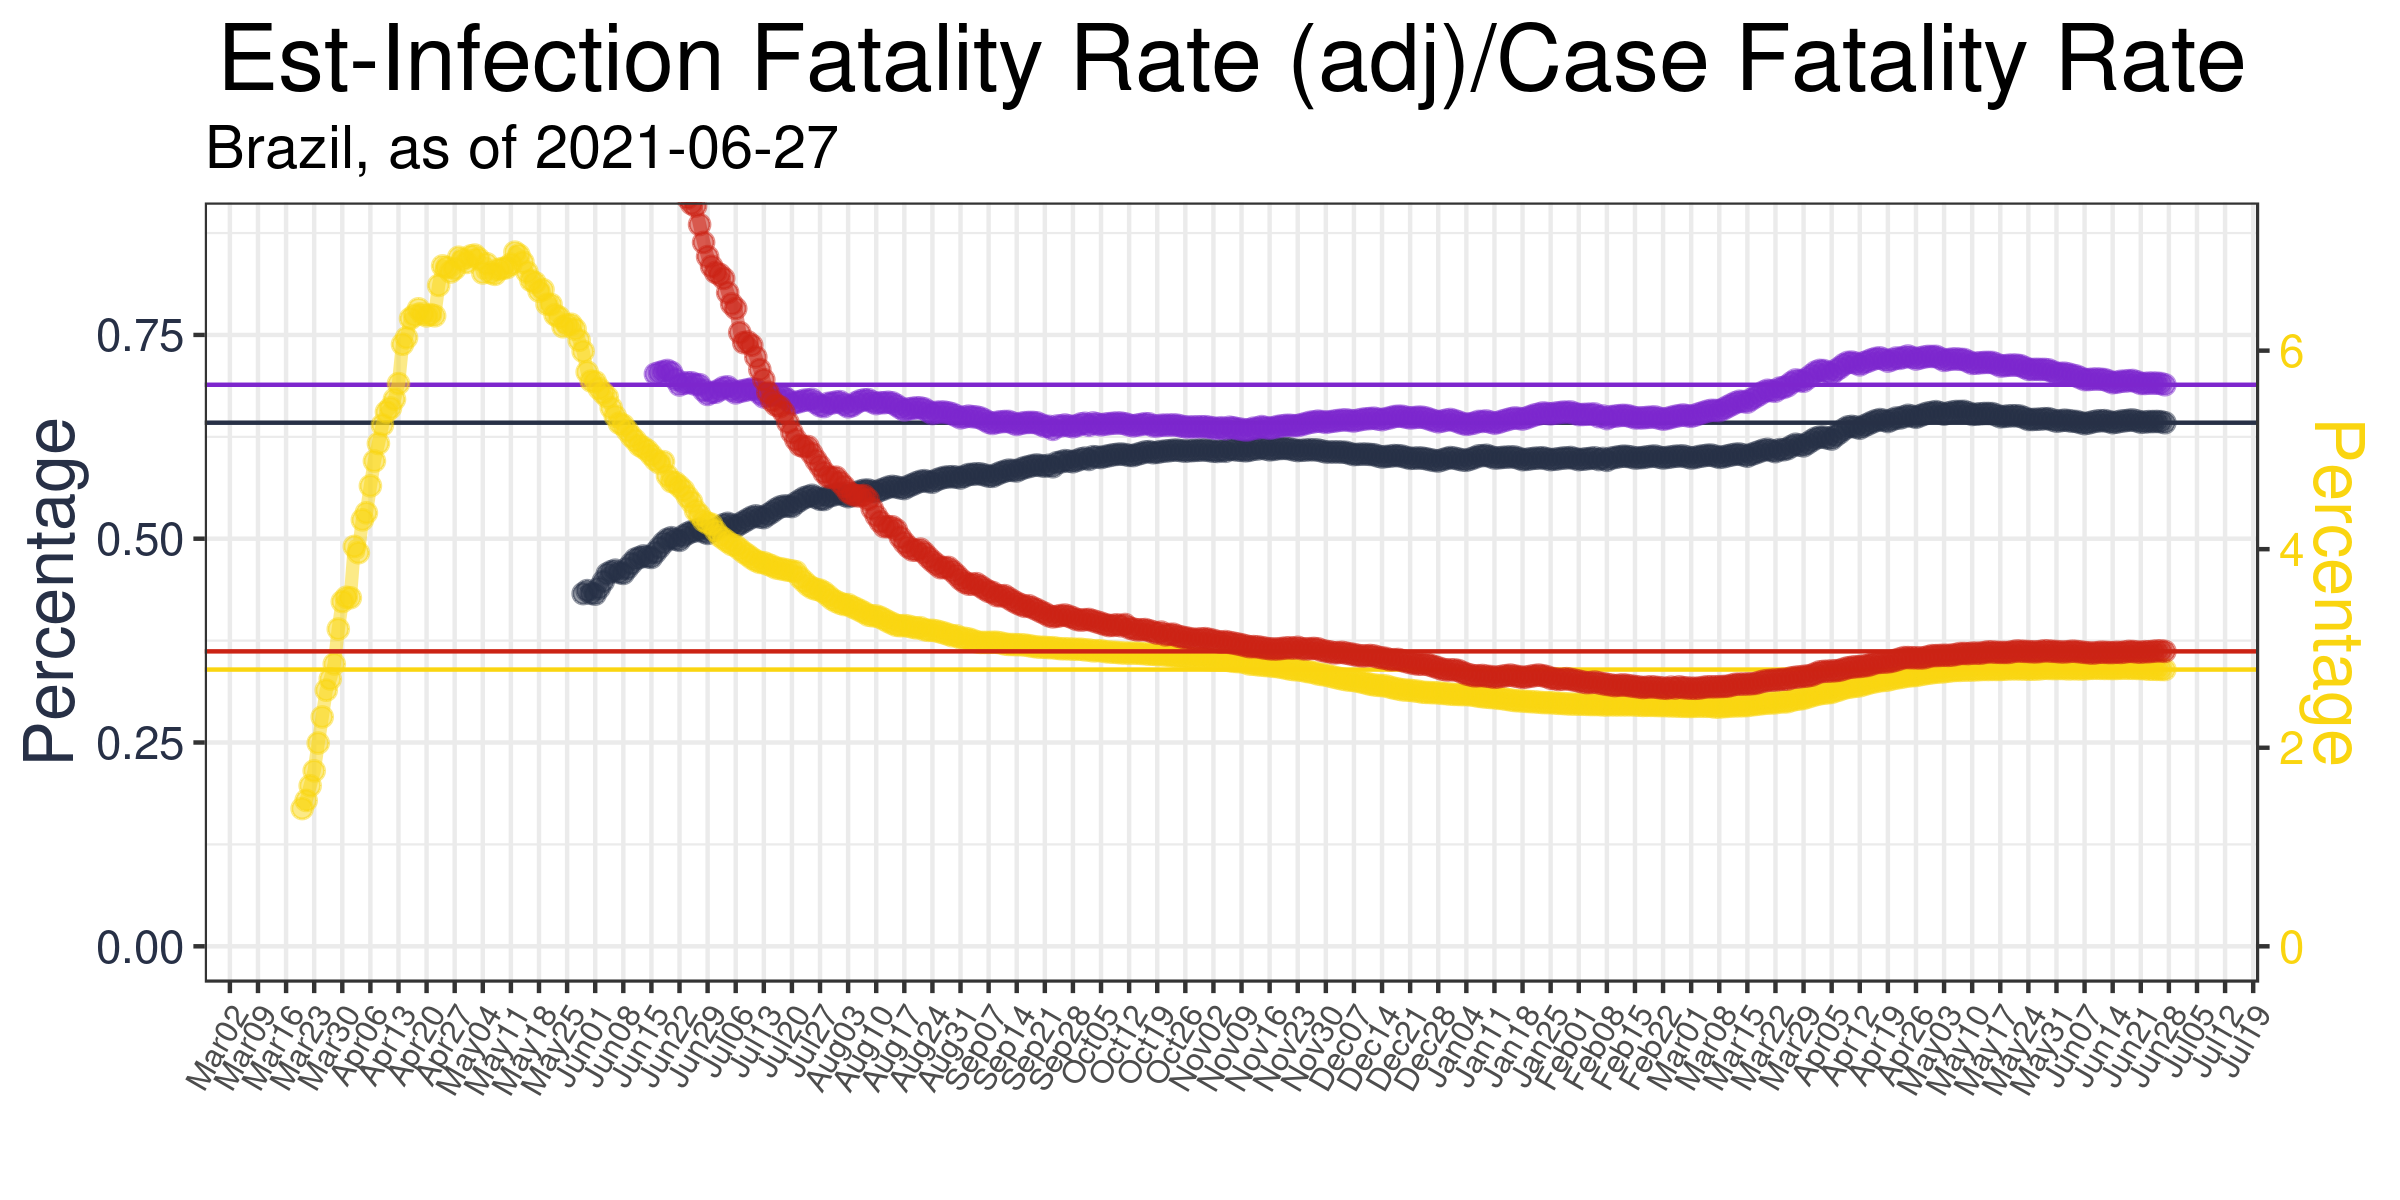 Est-Infection Fatality Rate (adj)/Case Fatality Rate
Brazil, as of 2021-06-27
Percentage
0.75
0.50
0.25
0.00
6
4
2
0
Percentage
Mar02
Mar09
Mar16
Mar23
Mar30
Apr06
Apr13
Apr20
Apr27
May04
May11
May18
May25
Jun01
Jun08
Jun15
Jun22
Jun29
Jul06
Jul13
Jul20
Jul27
Aug03
Aug10
Aug17
Aug24
Aug31
Sep07
Sep14
Sep21
Sep28
Oct05
Oct12
Oct19
Oct26
Nov02
Nov09
Nov16
Nov23
Nov30
Dec07
Dec14
Dec21
Dec28
Jan04
Jan11
Jan18
Jan25
Feb01
Feb08
Feb15
Feb22
Mar01
Mar08
Mar15
Mar22
Mar29
Apr05
Apr12
Apr19
Apr26
May03
May10
May17
May24
May31
Jun07
Jun14
Jun21
Jun28
Jul05
Jul12
Jul19